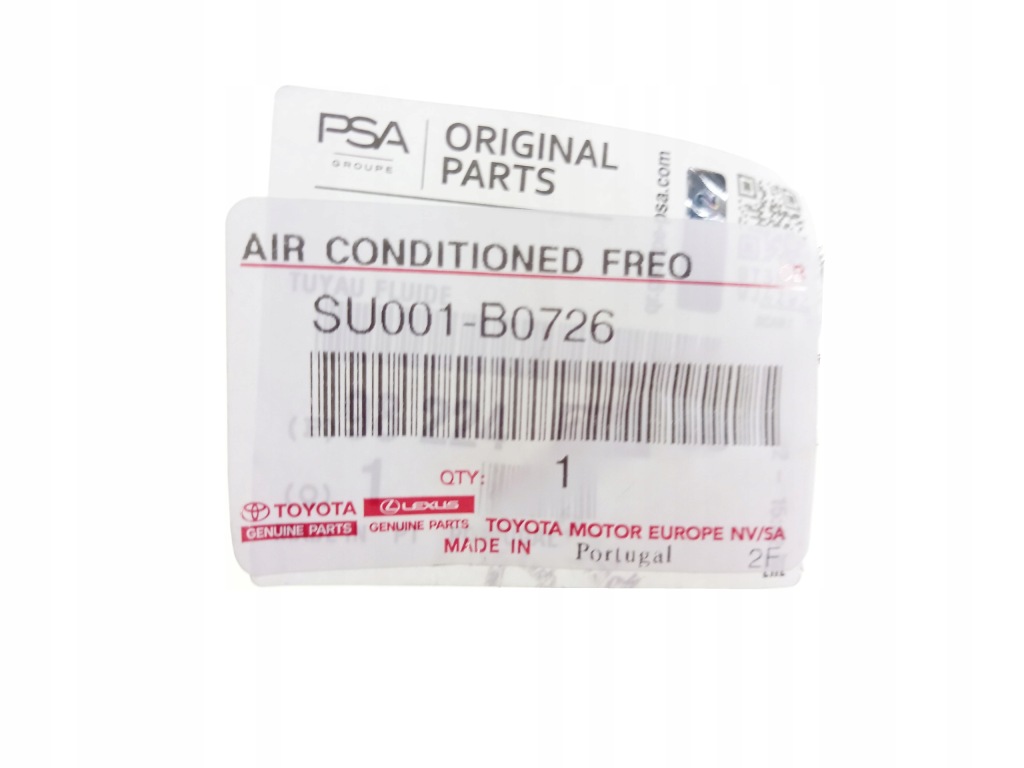 PSA
GROUPE
ORIGINAL
PARTS
AIR CONDITIONED FREO
TUYAU FLUIDE
SU001-B0726
QTY: 1
TOYOTA
GENUINE PARTS
LEXUS
GENUINE PARTS
TOYOTA MOTOR EUROPE NV/SA
MADE IN Portugal
2F